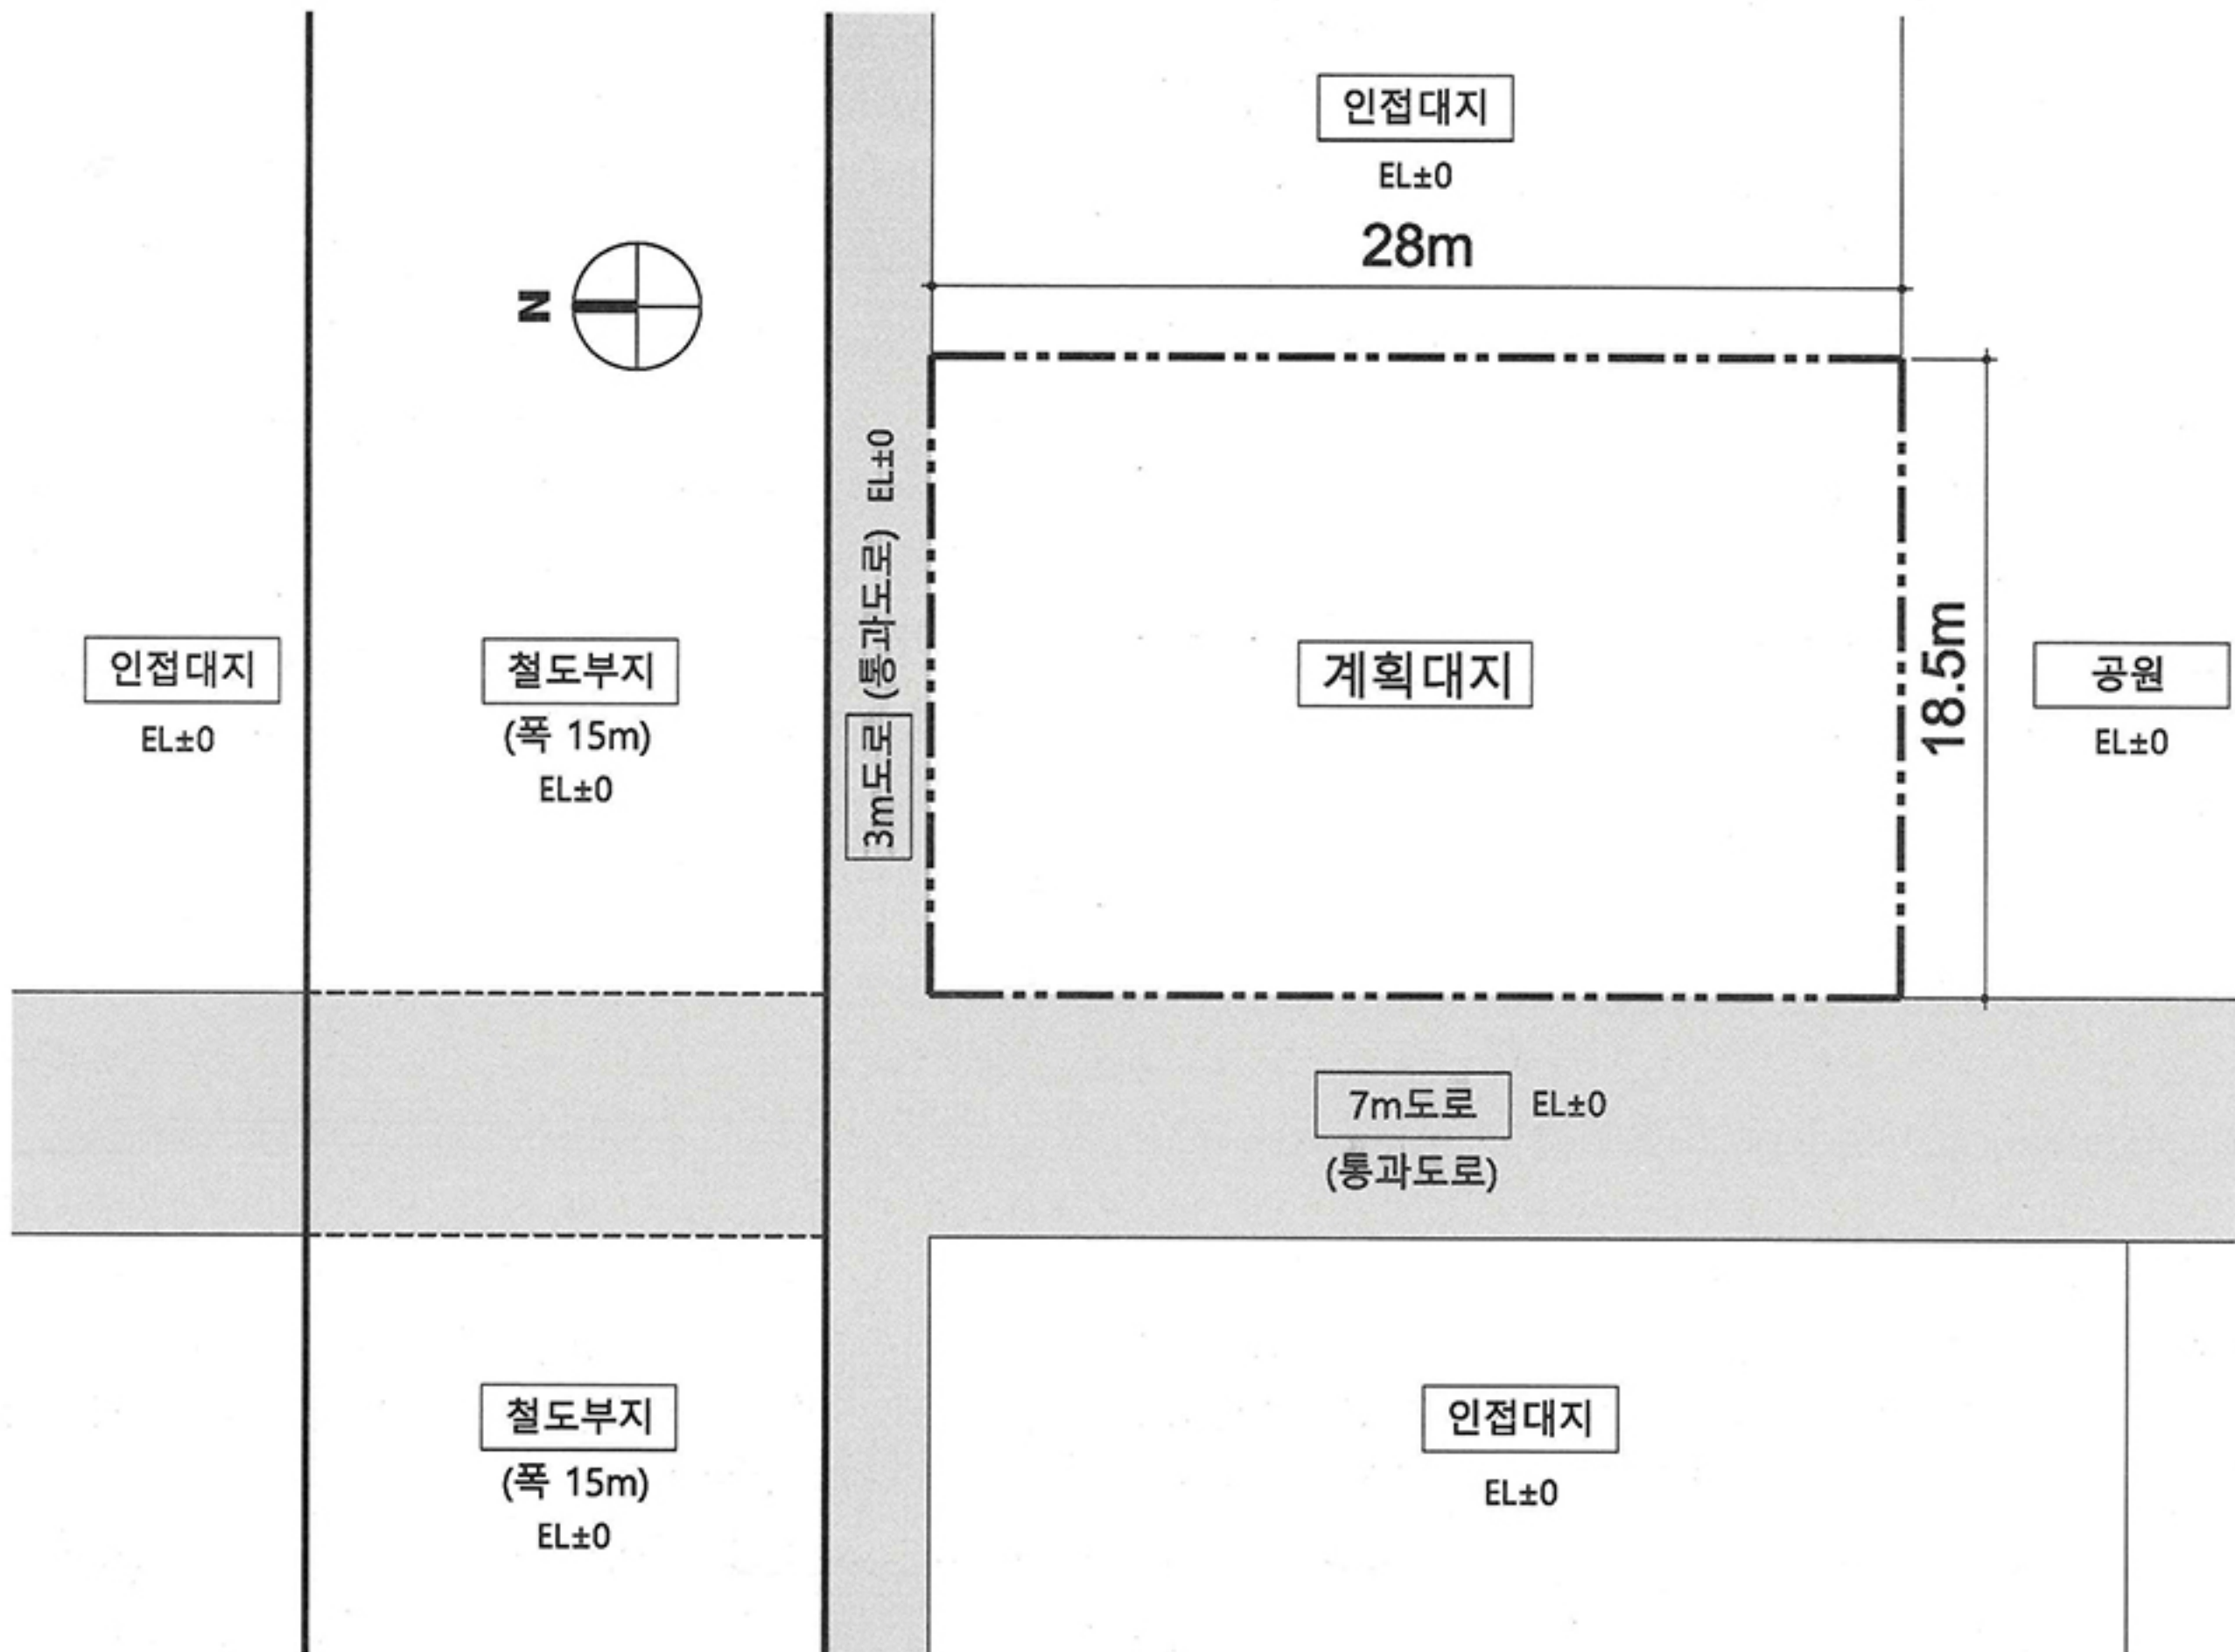 인접대지
EL±0
28m
N
3m도로 (통과도로) EL±0
인접대지
EL±0
철도부지
(폭 15m)
EL±0
계획대지
18.5m
공원
EL±0
7m도로 EL±0
(통과도로)
철도부지
(폭 15m)
EL±0
인접대지
EL±0